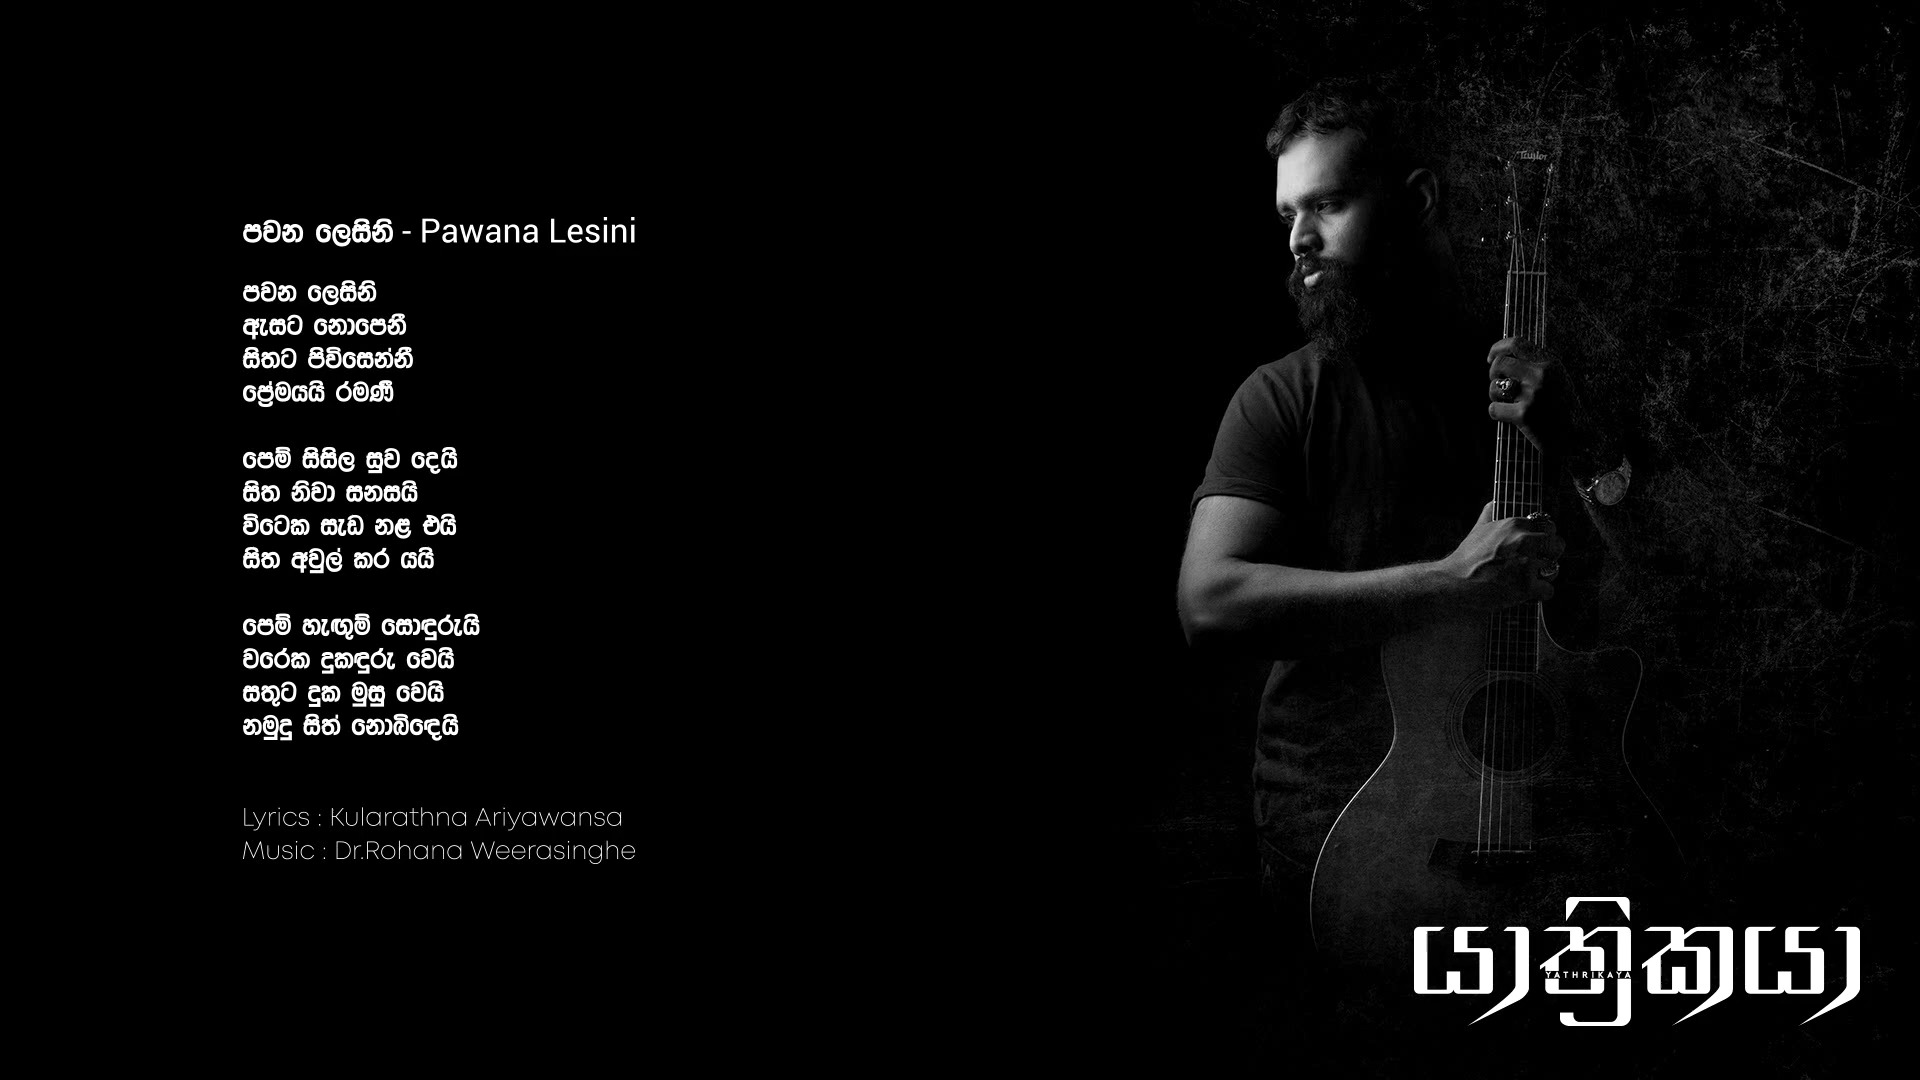 පවන ලෙසිනි - Pawana Lesini
පවන ලෙසිනි
ඇසට නොපෙනී
සිතට පිවිසෙන්නී
ප්‍රේමයයි රමණී
පෙම් සිසිල සුව දෙයි
සිත නිවා සනසයි
විටෙක සැඩ නළ එයි
සිත අවුල් කර යයි
පෙම් හැඟුම් සොඳුරුයි
වරෙක දුකඳුරු වෙයි
සතුට දුක මුසු වෙයි
නමුදු සිත් නොබිඳෙයි
Lyrics : Kularathna Ariyawansa
Music : Dr.Rohana Weerasinghe
Taylor
යාත්‍රිකයා
YATHRIKAYA